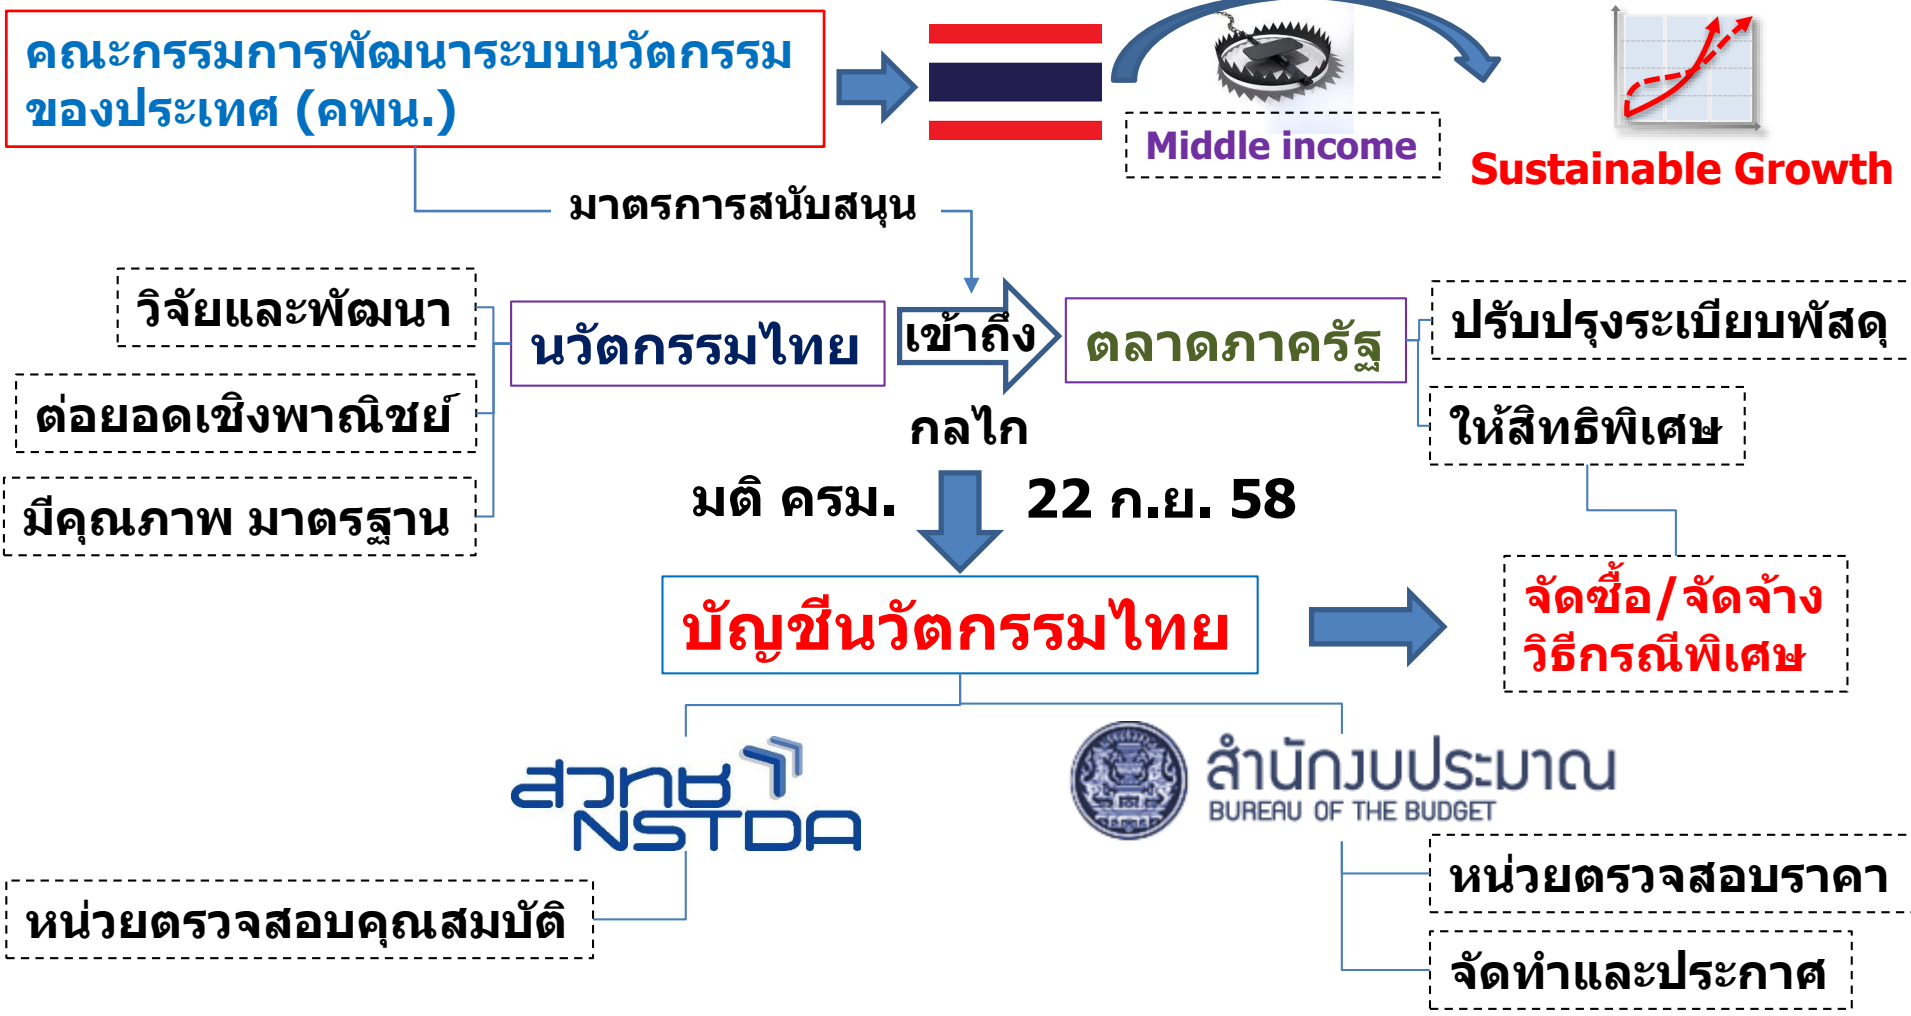 คณะกรรมการพัฒนาระบบนวัตกรรม
ของประเทศ (คพน.)
Middle income
Sustainable Growth
มาตรการสนับสนุน
วิจัยและพัฒนา
ต่อยอดเชิงพาณิชย์
มีคุณภาพ มาตรฐาน
นวัตกรรมไทย
เข้าถึง
ตลาดภาครัฐ
ปรับปรุงระเบียบพัสดุ
ให้สิทธิพิเศษ
กลไก
มติ ครม.
22 ก.ย. 58
บัญชีนวัตกรรมไทย
จัดซื้อ/จัดจ้าง
วิธีกรณีพิเศษ
สวทช
NSTDA
สำนักงบประมาณ
BUREAU OF THE BUDGET
หน่วยตรวจสอบคุณสมบัติ
หน่วยตรวจสอบราคา
จัดทำและประกาศ